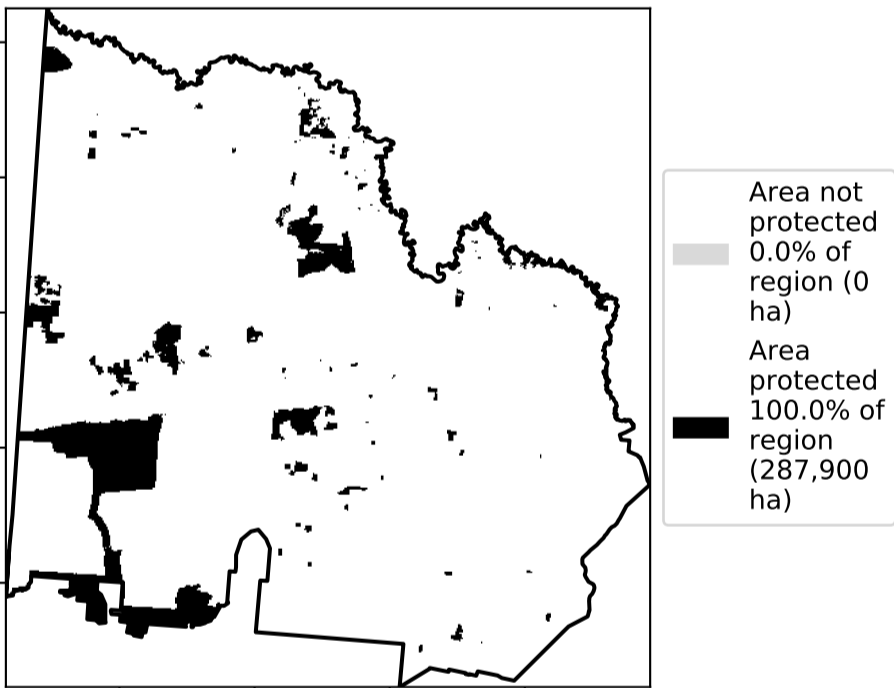 Area not
protected
0.0% of
region (0
ha)
Area
protected
100.0% of
region
(287,900
ha)